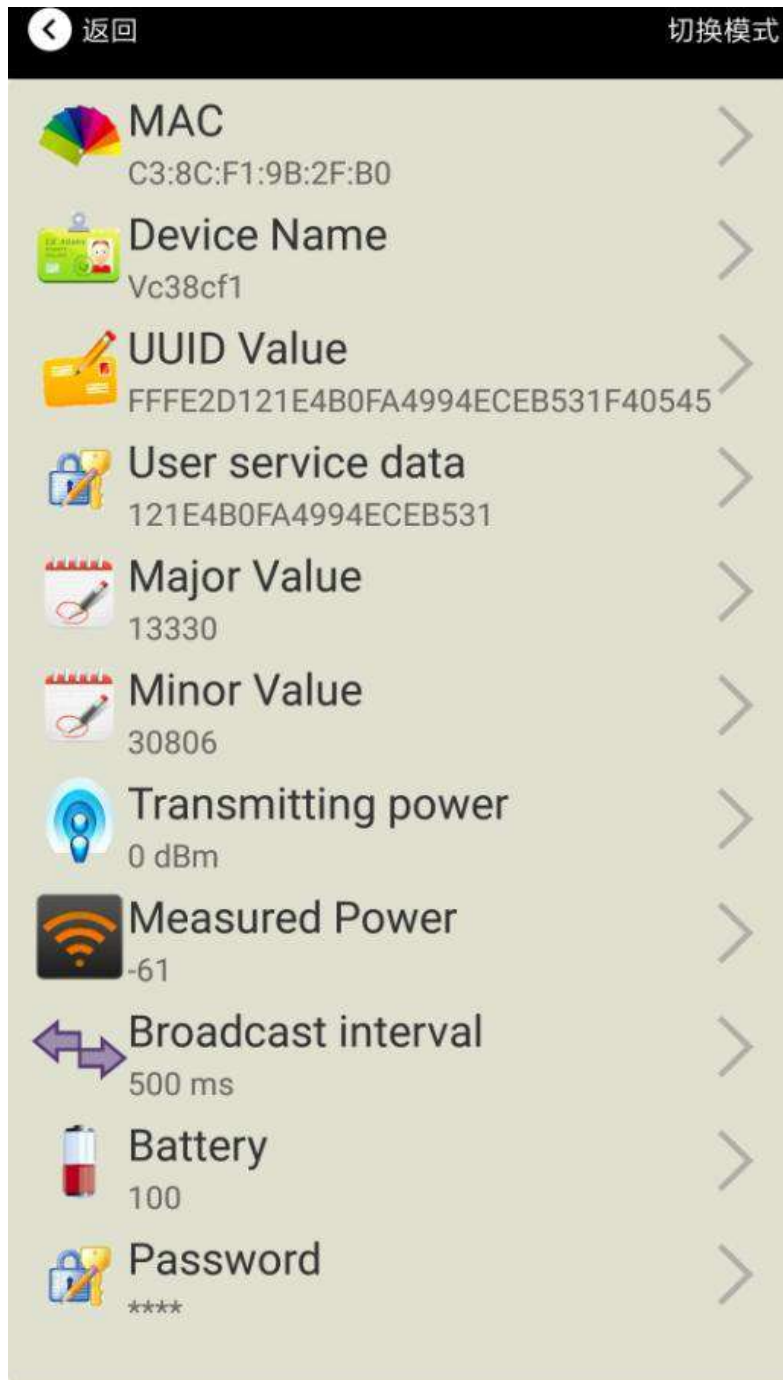 返回
切换模式
MAC
C3:8C:F1:9B:2F:B0
Device Name
Vc38cf1
UUID Value
FFFE2D121E4B0FA4994ECEB531F40545
User service data
121E4B0FA4994ECEB531
Major Value
13330
Minor Value
30806
Transmitting power
0 dBm
Measured Power
-61
Broadcast interval
500 ms
Battery
100
Password
****